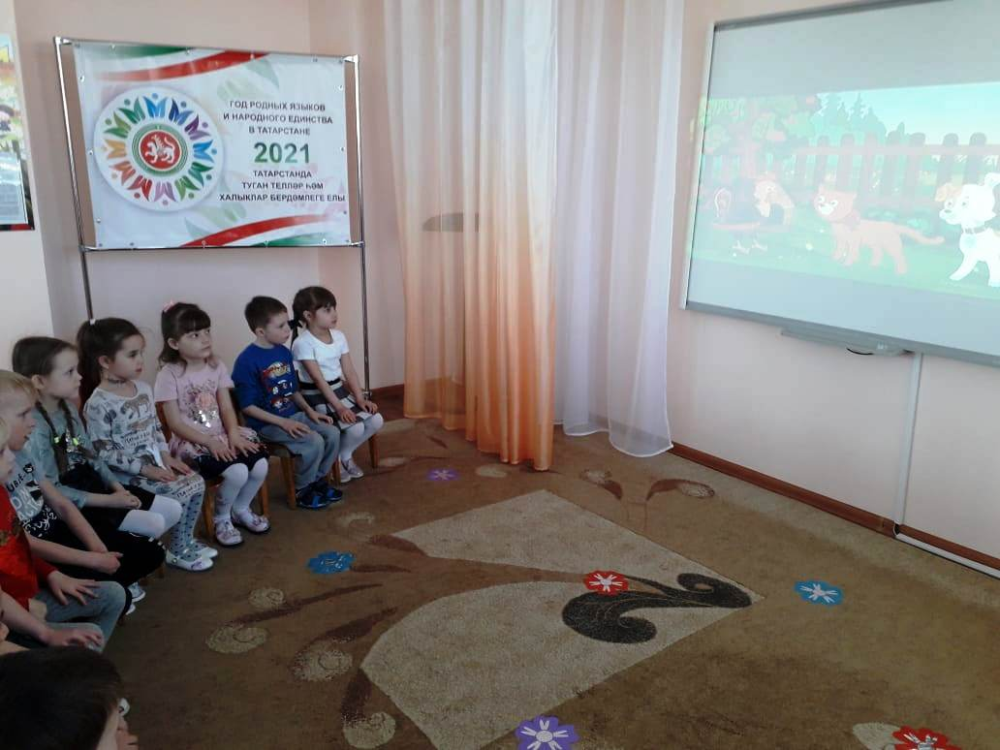 ГОД РОДНЫХ ЯЗЫКОВ
И НАРОДНОГО ЕДИНСТВА
В ТАТАРСТАНЕ
2021
ТАТАРСТАНДА
ТУГАН ТЕЛЛӘР ҺӘМ
ХАЛЫКЛАР БЕРДӘМЛЕГЕ ЕЛЫ